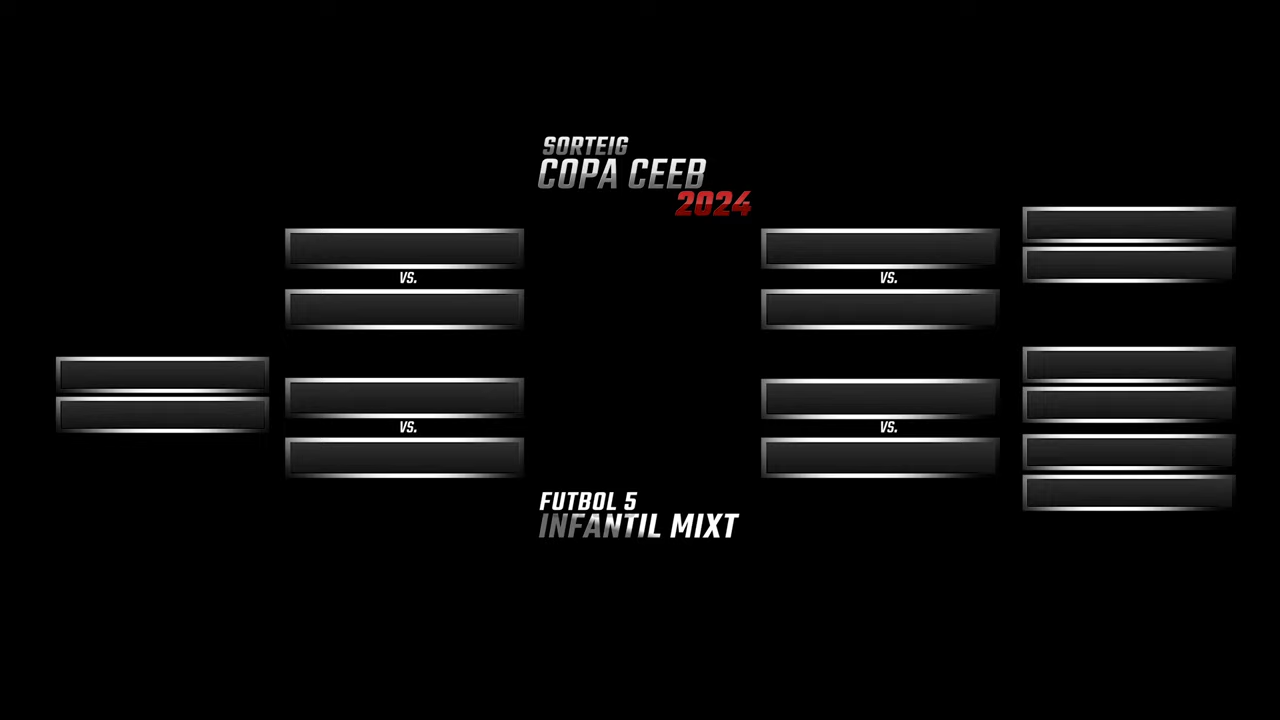 SORTEIG
COPA CEEB
2024
VS.
VS.
VS.
VS.
FUTBOL 5
INFANTIL MIXT